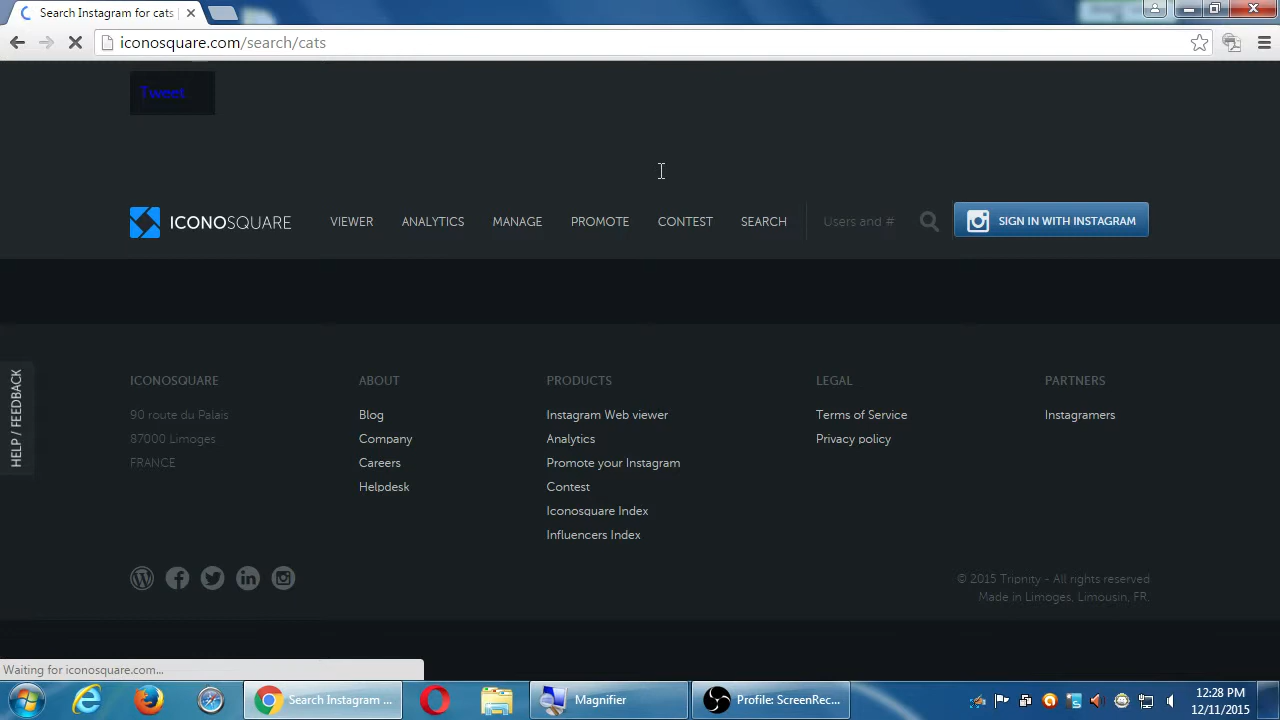 Search Instagram for cats |
iconosquare.com/search/cats
Tweet
ICONOSQUARE
VIEWER
ANALYTICS
MANAGE
PROMOTE
CONTEST
SEARCH
Users and #
SIGN IN WITH INSTAGRAM
HELP / FEEDBACK
ICONOSQUARE
90 route du Palais
87000 Limoges
FRANCE
ABOUT
Blog
Company
Careers
Helpdesk
PRODUCTS
Instagram Web viewer
Analytics
Promote your Instagram
Contest
Iconosquare Index
Influencers Index
LEGAL
Terms of Service
Privacy policy
PARTNERS
Instagramers
© 2015 Tripnity - All rights reserved
Made in Limoges, Limousin, FR.
Waiting for iconosquare.com...
Search Instagram ...
Magnifier
Profile: ScreenRec...
12:28 PM
12/11/2015